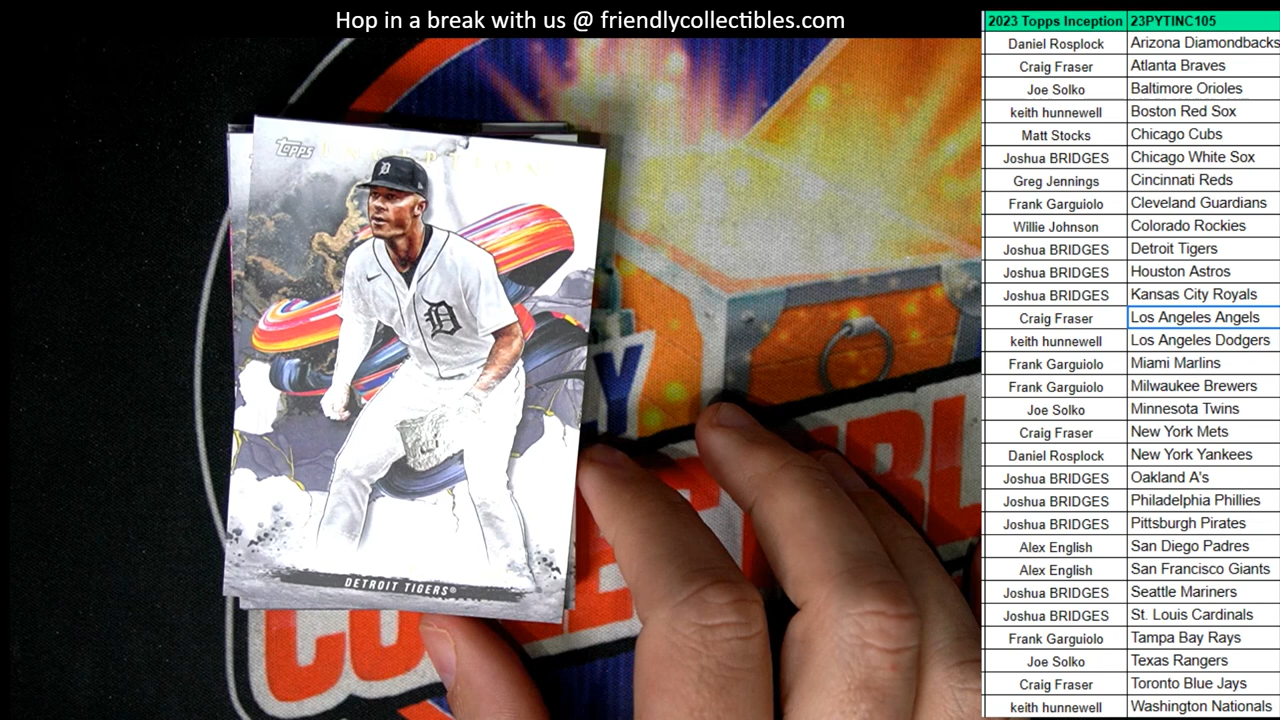 Hop in a break with us @ friendlycollectibles.com
2023 Topps Inception 23PYTINC105
Daniel Rosplock Arizona Diamondbacks
Craig Fraser Atlanta Braves
Joe Solko Baltimore Orioles
keith hunnewell Boston Red Sox
Matt Stocks Chicago Cubs
Joshua BRIDGES Chicago White Sox
Greg Jennings Cincinnati Reds
Frank Garguiolo Cleveland Guardians
Willie Johnson Colorado Rockies
Joshua BRIDGES Detroit Tigers
Joshua BRIDGES Houston Astros
Joshua BRIDGES Kansas City Royals
Craig Fraser Los Angeles Angels
keith hunnewell Los Angeles Dodgers
Frank Garguiolo Miami Marlins
Frank Garguiolo Milwaukee Brewers
Joe Solko Minnesota Twins
Craig Fraser New York Mets
Daniel Rosplock New York Yankees
Joshua BRIDGES Oakland A's
Joshua BRIDGES Philadelphia Phillies
Joshua BRIDGES Pittsburgh Pirates
Alex English San Diego Padres
Alex English San Francisco Giants
Joshua BRIDGES Seattle Mariners
Joshua BRIDGES St. Louis Cardinals
Frank Garguiolo Tampa Bay Rays
Joe Solko Texas Rangers
Craig Fraser Toronto Blue Jays
keith hunnewell Washington Nationals
TOPPS INCEPTION
D
D
DETROIT TIGERS®